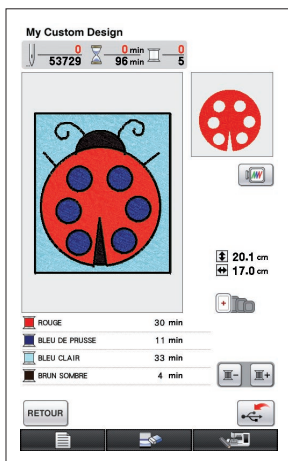 My Custom Design
0 0 min 0
53729 96 min 5
20.1 cm
17.0 cm
ROUGE 30 min
BLEU DE PRUSSE 11 min
BLEU CLAIR 33 min
BRUN SOMBRE 4 min
RETOUR